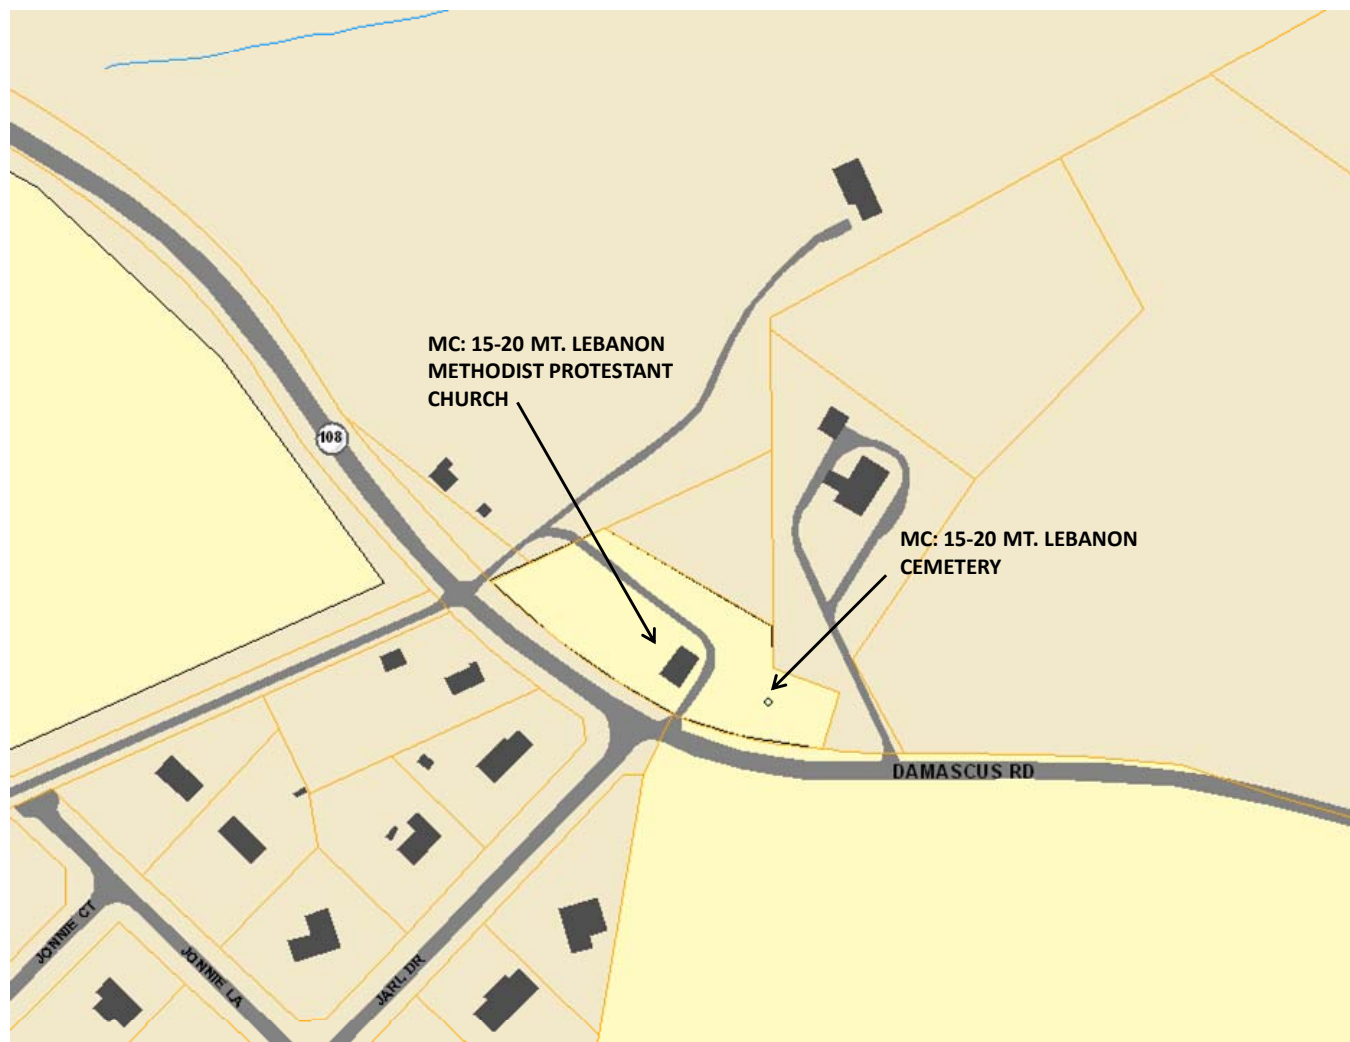 MC: 15-20 MT. LEBANON
METHODIST PROTESTANT
CHURCH
108
MC: 15-20 MT. LEBANON
CEMETERY
DAMASCUS RD
JONNIE CT
JONNIE LA
JARL DR